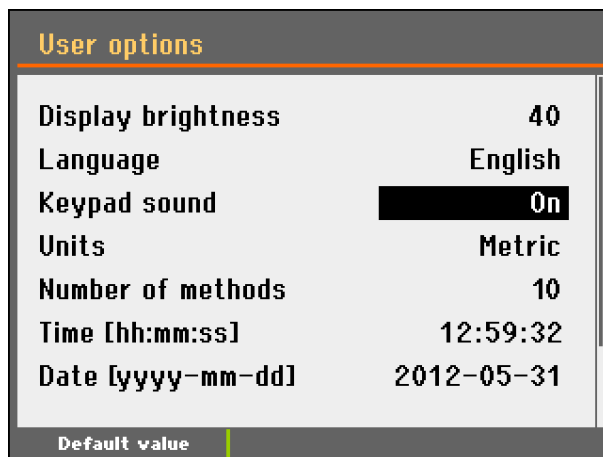 User options
Display brightness 40
Language English
Keypad sound On
Units Metric
Number of methods 10
Time [hh:mm:ss] 12:59:32
Date [yyyy-mm-dd] 2012-05-31
Default value